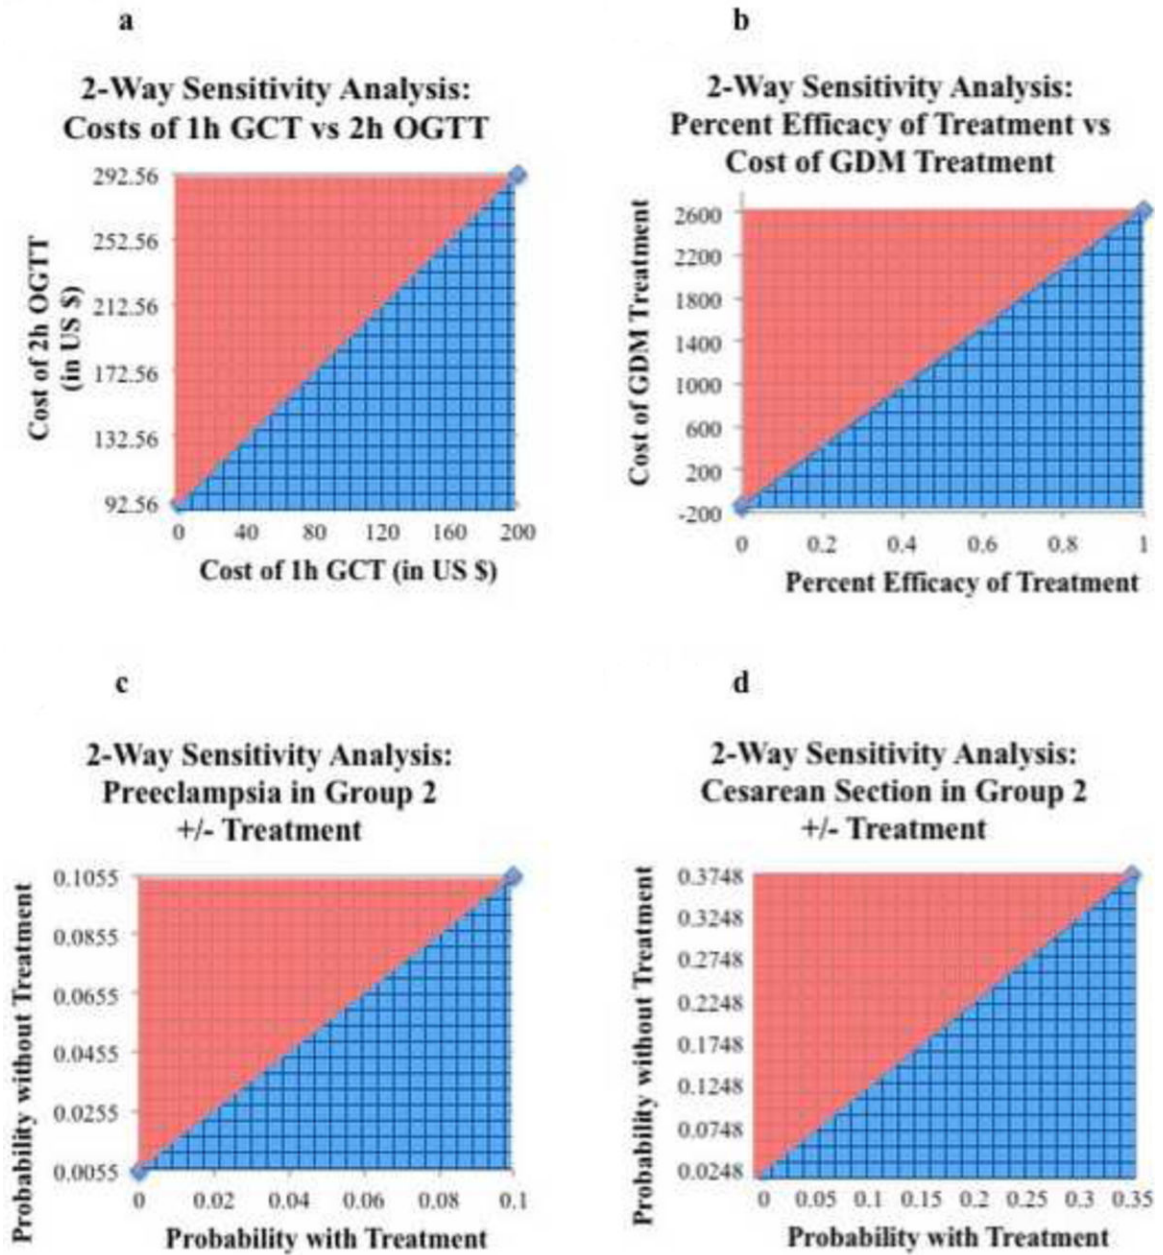 a
2-Way Sensitivity Analysis:
Costs of 1h GCT vs 2h OGTT
Cost of 2h OGTT
(in US $)
292.56
252.56
212.56
172.56
132.56
92.56
0 40 80 120 160 200
Cost of 1h GCT (in US $)
b
2-Way Sensitivity Analysis:
Percent Efficacy of Treatment vs
Cost of GDM Treatment
Cost of GDM Treatment
2600
2200
1800
1400
1000
600
200
-200
0 0.2 0.4 0.6 0.8 1
Percent Efficacy of Treatment
c
2-Way Sensitivity Analysis:
Preeclampsia in Group 2
+/- Treatment
Probability without Treatment
0.1055
0.0855
0.0655
0.0455
0.0255
0.0055
0 0.02 0.04 0.06 0.08 0.1
Probability with Treatment
d
2-Way Sensitivity Analysis:
Cesarean Section in Group 2
+/- Treatment
Probability without Treatment
0.3748
0.3248
0.2748
0.2248
0.1748
0.1248
0.0748
0.0248
0 0.05 0.1 0.15 0.2 0.25 0.3 0.35
Probability with Treatment